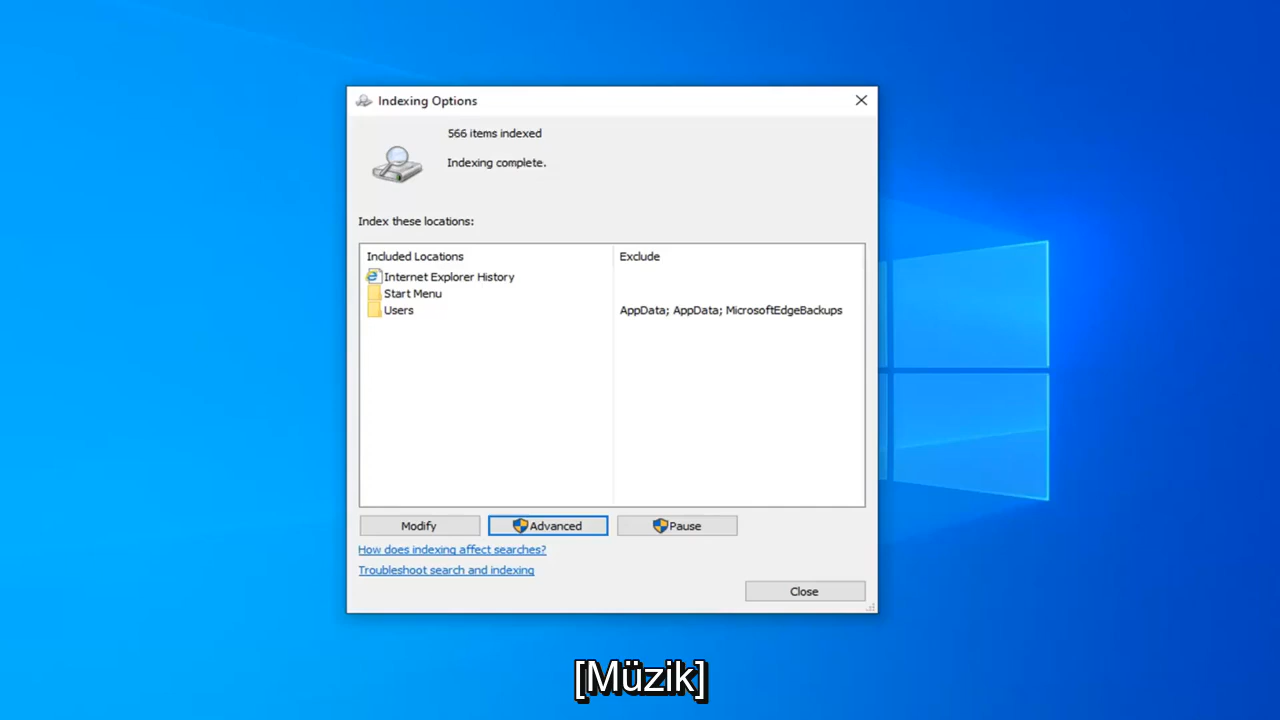 Indexing Options
566 items indexed
Indexing complete.
Index these locations:
Included Locations Exclude
Internet Explorer History
Start Menu
Users AppData; AppData; MicrosoftEdgeBackups
Modify Advanced Pause
How does indexing affect searches?
Troubleshoot search and indexing
Close
[Müzik]